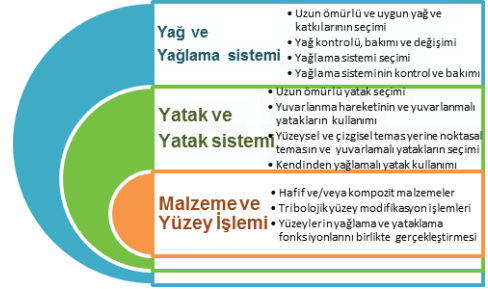 Yağ ve
Yağlama sistemi
• Uzun ömürlü ve uygun yağ ve
katkılarının seçimi
• Yağ kontrolü, bakımı ve değişimi
• Yağlama sistemi seçimi
• Yağlama sisteminin kontrol ve bakımı
Yatak ve
Yatak sistemi
• Uzun ömürlü yatak seçimi
• Yuvarlanma hareketinin ve yuvarlanmalı
yatakların kullanımı
• Yüzeysel ve çizgisel temas yerine noktasal
temasın ve yuvarlamalı yatakların seçimi
• Kendinden yağlamalı yatak kullanımı
Malzeme ve
Yüzey İşlemi
• Hafif ve/veya kompozit malzemeler
• Tribolojik yüzey modifikasyon işlemleri
• Yüzeylerin yağlama ve yataklama
fonksiyonlarını birlikte gerçekleştirmesi